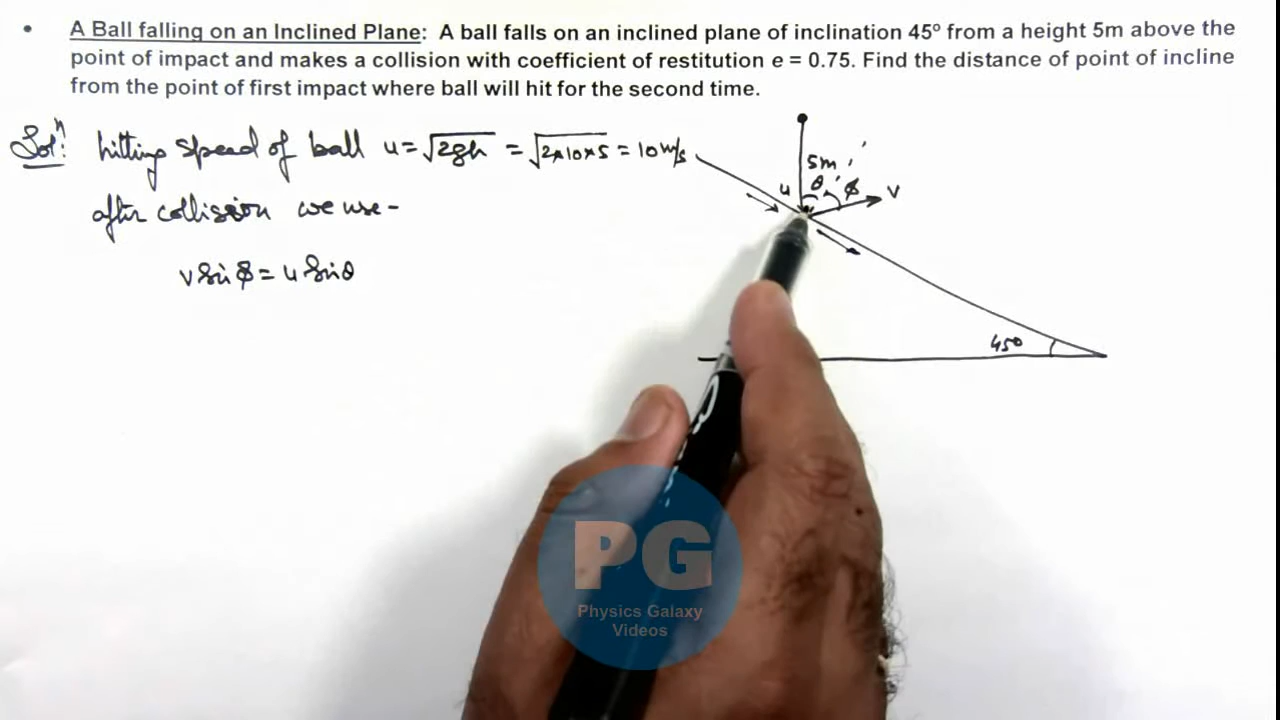 • A Ball falling on an Inclined Plane: A ball falls on an inclined plane of inclination 45º from a height 5m above the
point of impact and makes a collision with coefficient of restitution e = 0.75. Find the distance of point of incline
from the point of first impact where ball will hit for the second time.
Solⁿ: hitting speed of ball u = √2gh = √2×10×5 = 10 m/s
after collision we use -
v sin φ = u sin θ
5m
u θ φ v
45º
PG
Physics Galaxy
Videos